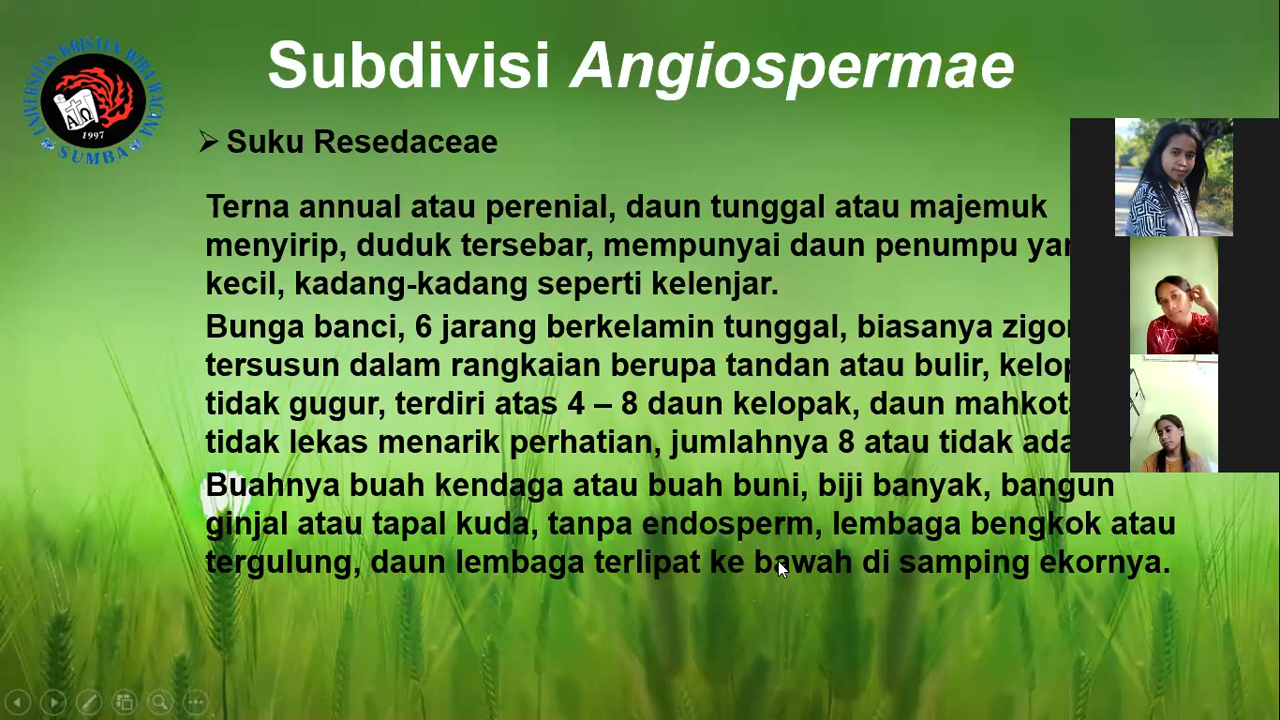 Subdivisi Angiospermae
UNIVERSITAS KRISTEN WIRA WACANA
SUMBA
AΩ
1997
➢ Suku Resedaceae
Terna annual atau perenial, daun tunggal atau majemuk
menyirip, duduk tersebar, mempunyai daun penumpu
kecil, kadang-kadang seperti kelenjar.
Bunga banci, 6 jarang berkelamin tunggal, biasanya
tersusun dalam rangkaian berupa tandan atau bulir,
tidak gugur, terdiri atas 4 – 8 daun kelopak, daun
tidak lekas menarik perhatian, jumlahnya 8 atau tidak
Buahnya buah kendaga atau buah buni, biji banyak, bangun
ginjal atau tapal kuda, tanpa endosperm, lembaga bengkok atau
tergulung, daun lembaga terlipat ke bawah di samping ekornya.